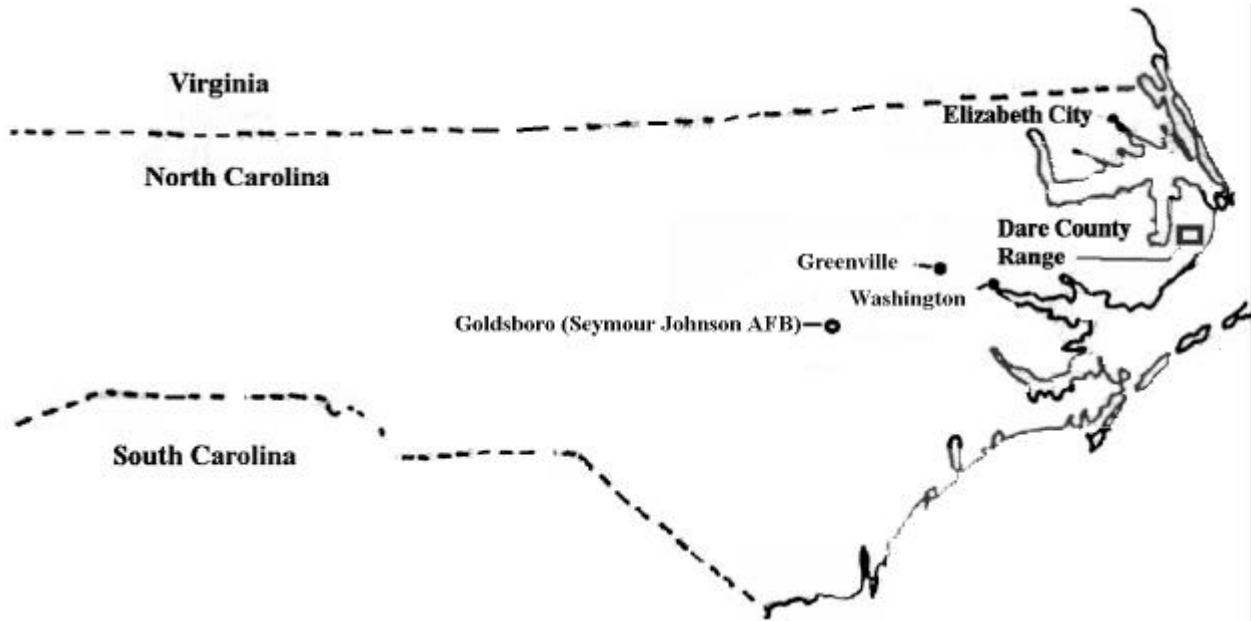 Virginia
Elizabeth City
North Carolina
Dare County
Range
Greenville
Washington
Goldsboro (Seymour Johnson AFB)
South Carolina